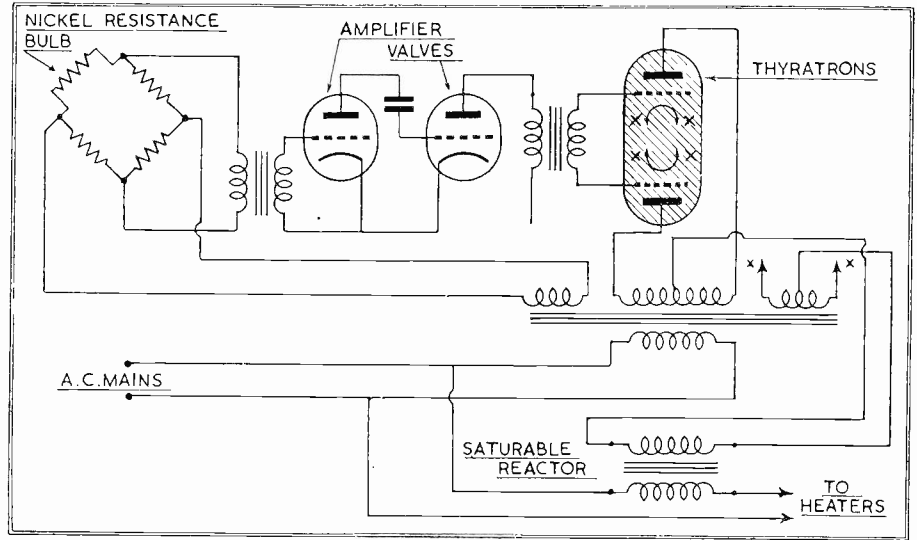 NICKEL RESISTANCE
BULB
AMPLIFIER
VALVES
THYRATRONS
X
X
X
X
X
X
A.C. MAINS
SATURABLE
REACTOR
TO
HEATERS